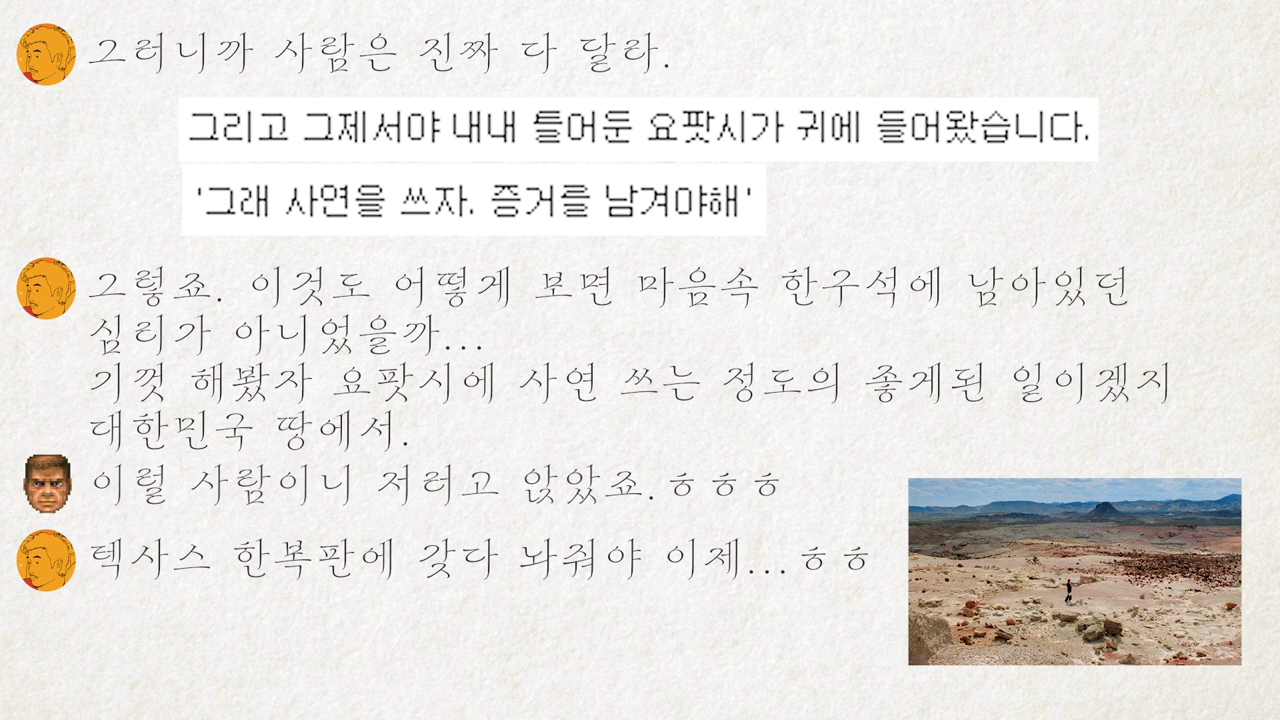 그러니까 사람은 진짜 다 달라.
그리고 그제서야 내내 틀어둔 요팟시가 귀에 들어왔습니다.
'그래 사연을 쓰자. 증거를 남겨야해'
그렇죠. 이것도 어떻게 보면 마음속 한구석에 남아있던
심리가 아니었을까...
기껏 해봤자 요팟시에 사연 쓰는 정도의 좋게된 일이겠지
대한민국 땅에서.
이럴 사람이니 저러고 앉았죠.ㅎㅎㅎ
텍사스 한복판에 갖다 놔줘야 이제...ㅎㅎ